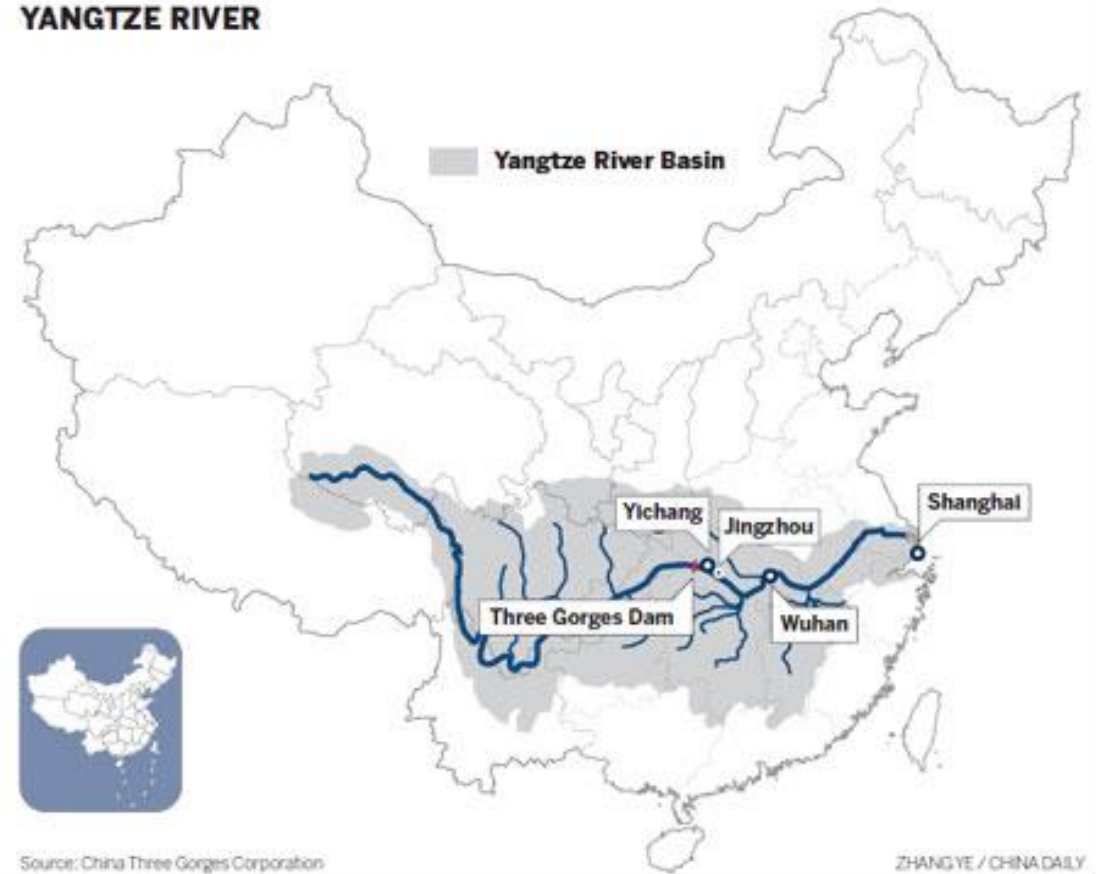 YANGTZE RIVER
Yangtze River Basin
Shanghai
Yichang
Jingzhou
Three Gorges Dam
Wuhan
Source: China Three Gorges Corporation
ZHANG YE / CHINA DAILY